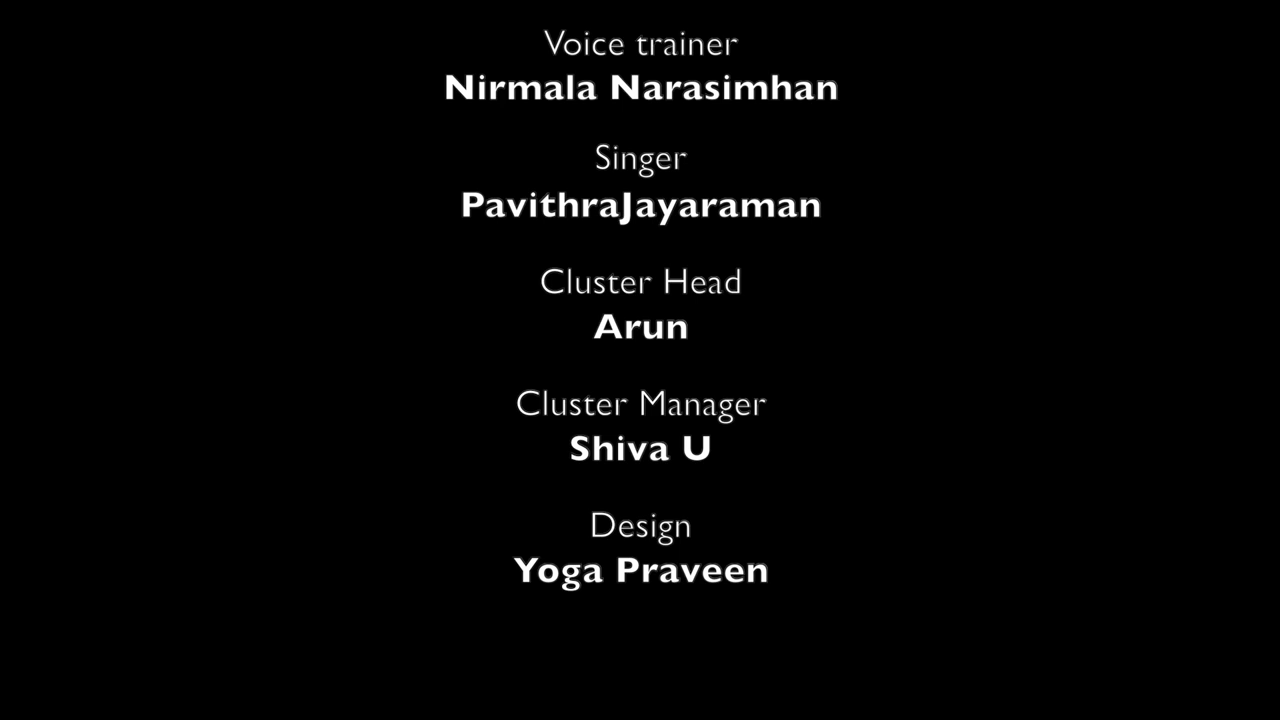 Voice trainer
Nirmala Narasimhan
Singer
PavithraJayaraman
Cluster Head
Arun
Cluster Manager
Shiva U
Design
Yoga Praveen